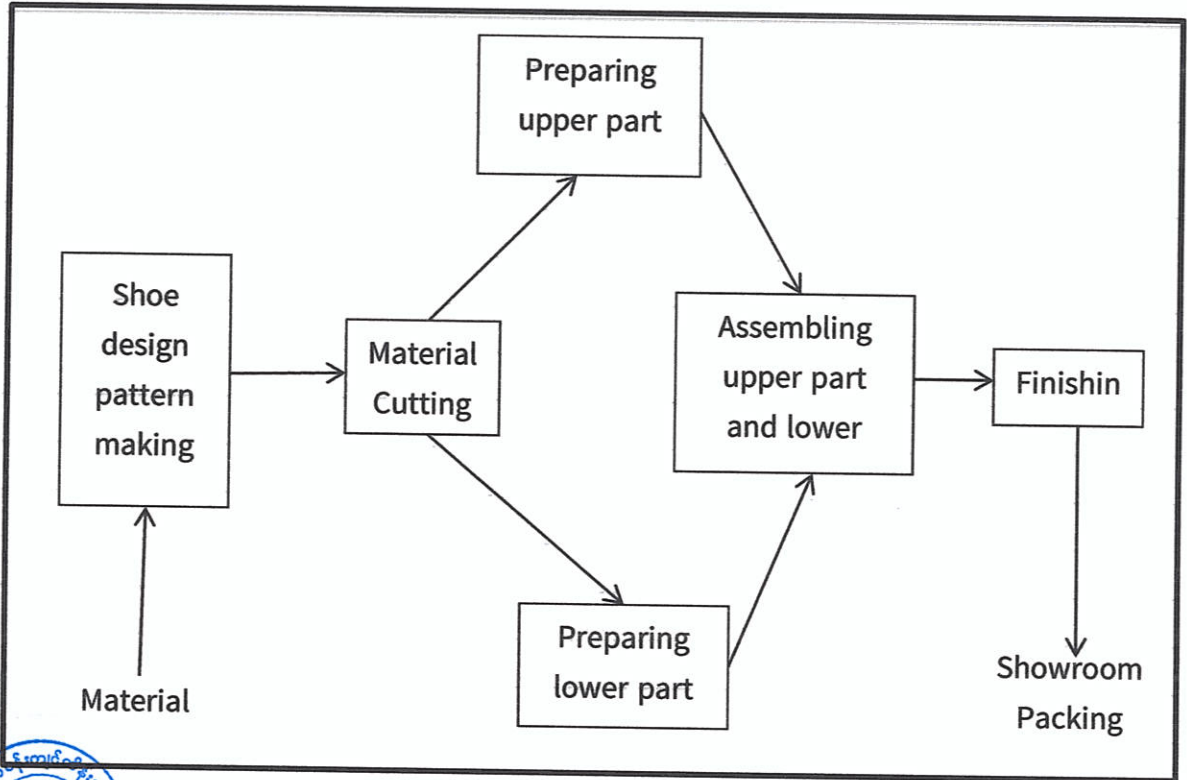 Preparing
upper part
Shoe
design
pattern
making
Material
Cutting
Assembling
upper part
and lower
Finishin
Preparing
lower part
Material
Showroom
Packing